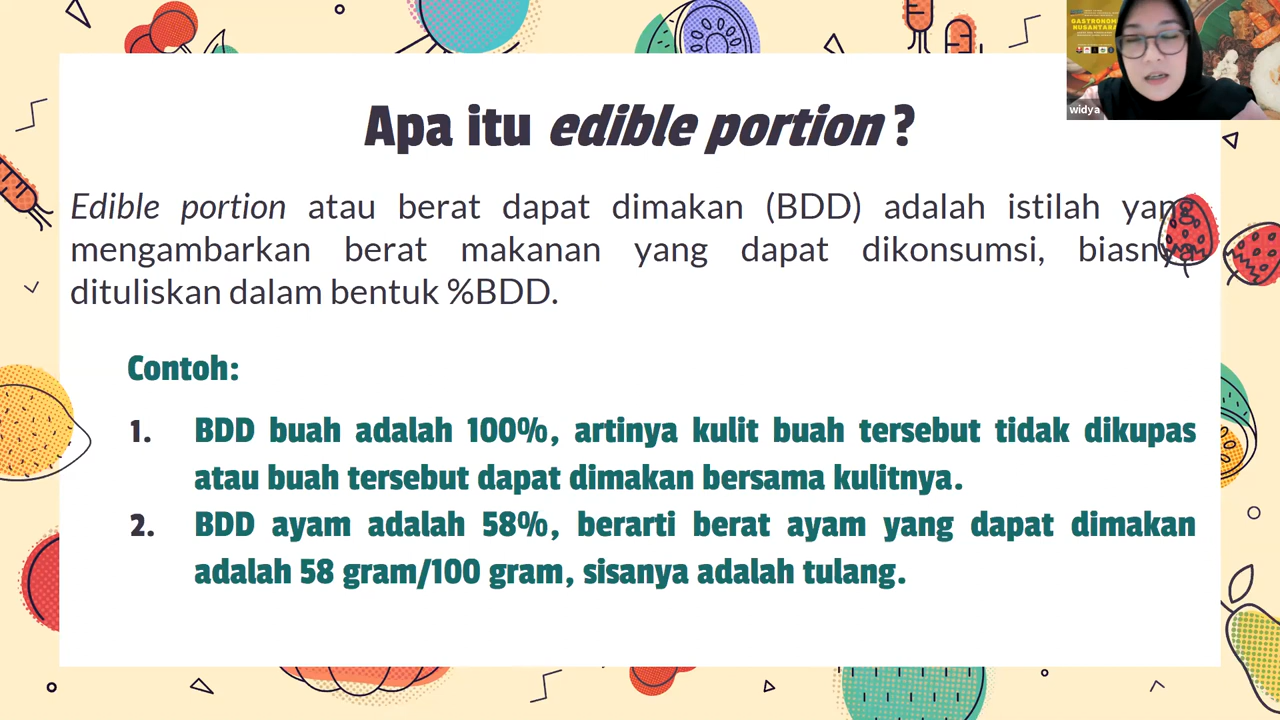 GASTRONOMI
NUSANTARA
widya
Apa itu edible portion ?
Edible portion atau berat dapat dimakan (BDD) adalah istilah yang
mengambarkan berat makanan yang dapat dikonsumsi, biasnya
dituliskan dalam bentuk %BDD.
Contoh:
1. BDD buah adalah 100%, artinya kulit buah tersebut tidak dikupas
atau buah tersebut dapat dimakan bersama kulitnya.
2. BDD ayam adalah 58%, berarti berat ayam yang dapat dimakan
adalah 58 gram/100 gram, sisanya adalah tulang.